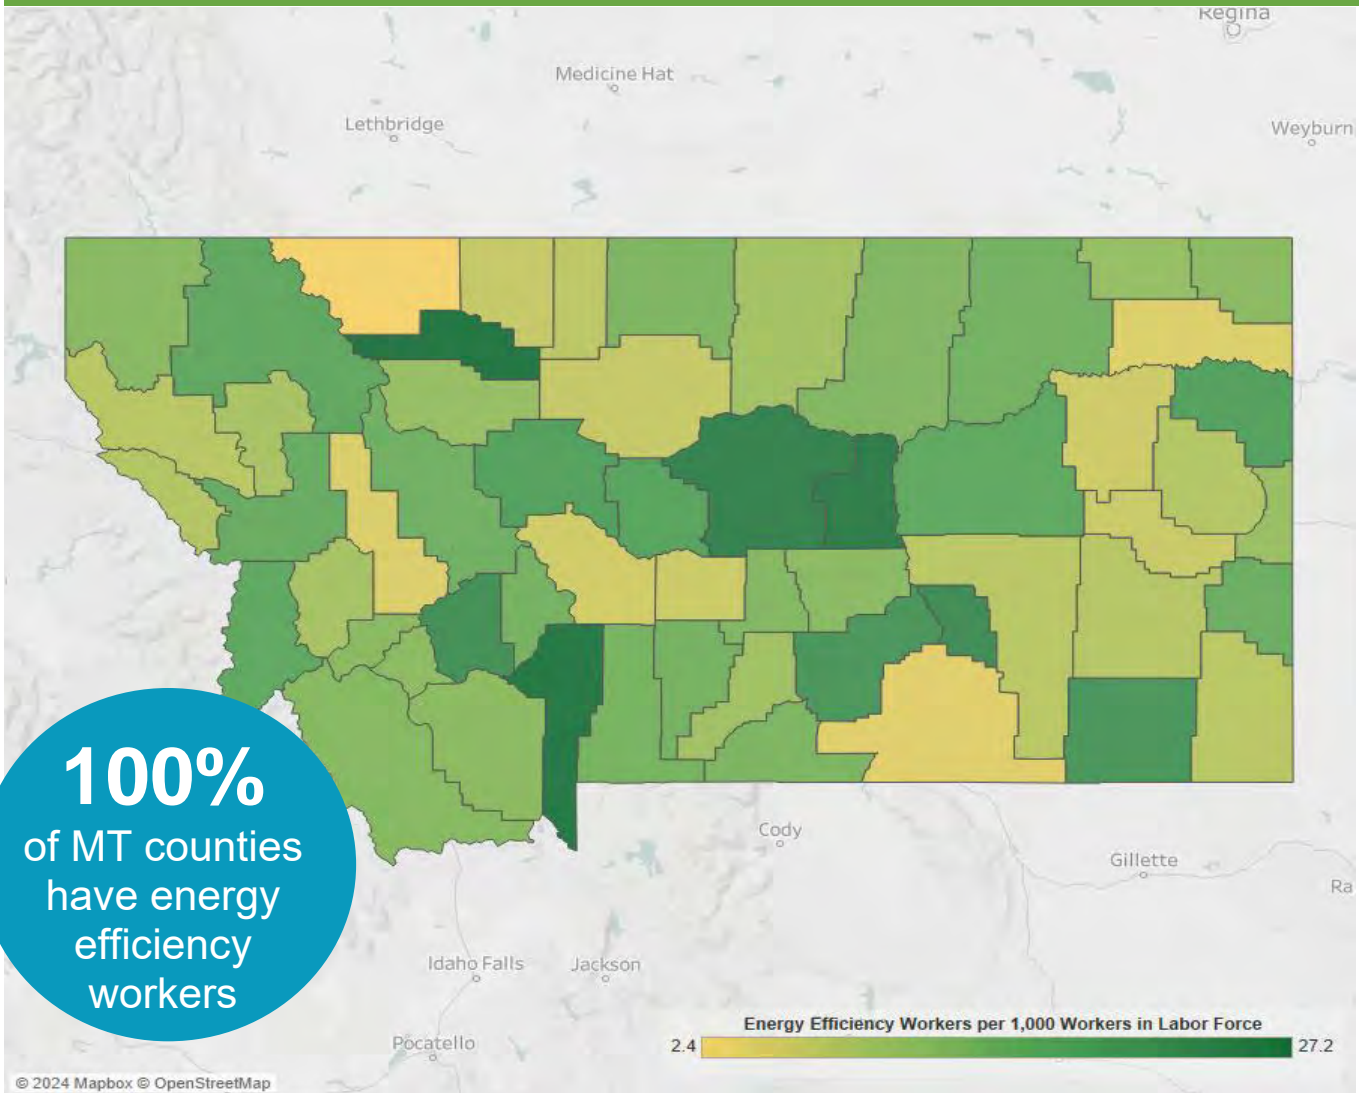 Regina
Medicine Hat
Lethbridge
Weyburn
100%
of MT counties
have energy
efficiency
workers
Cody
Gillette
Ra
Idaho Falls
Jackson
Pocatello
Energy Efficiency Workers per 1,000 Workers in Labor Force
2.4
27.2
© 2024 Mapbox © OpenStreetMap